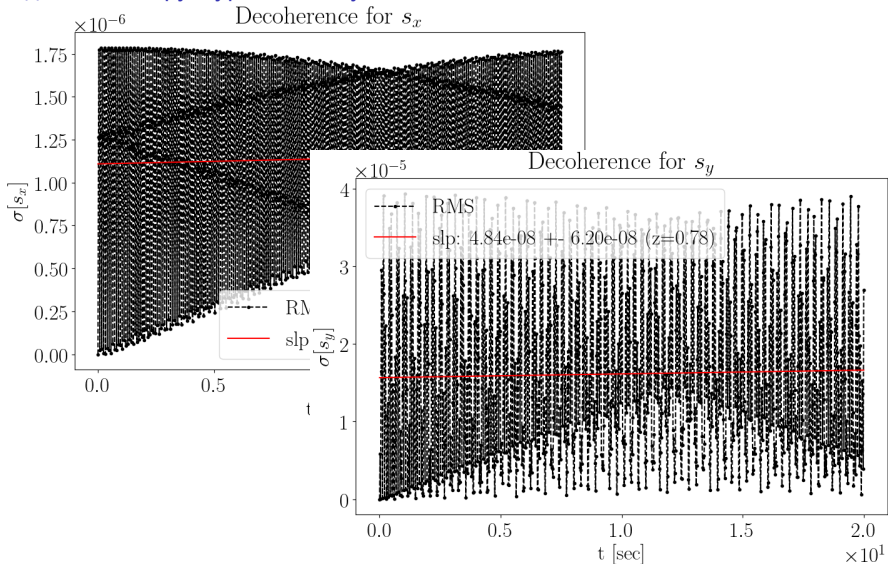 Decoherence for s_x
×10⁻⁶
1.75
1.50
1.25
1.00
0.75
0.50
0.25
0.00
σ[s_x]
0.0
0.5
t
RM
slp
Decoherence for s_y
×10⁻⁵
4
3
2
1
0
σ[s_y]
RMS
slp: 4.84e-08 +- 6.20e-08 (z=0.78)
0.0
0.5
1.0
1.5
2.0
t [sec]
×10¹